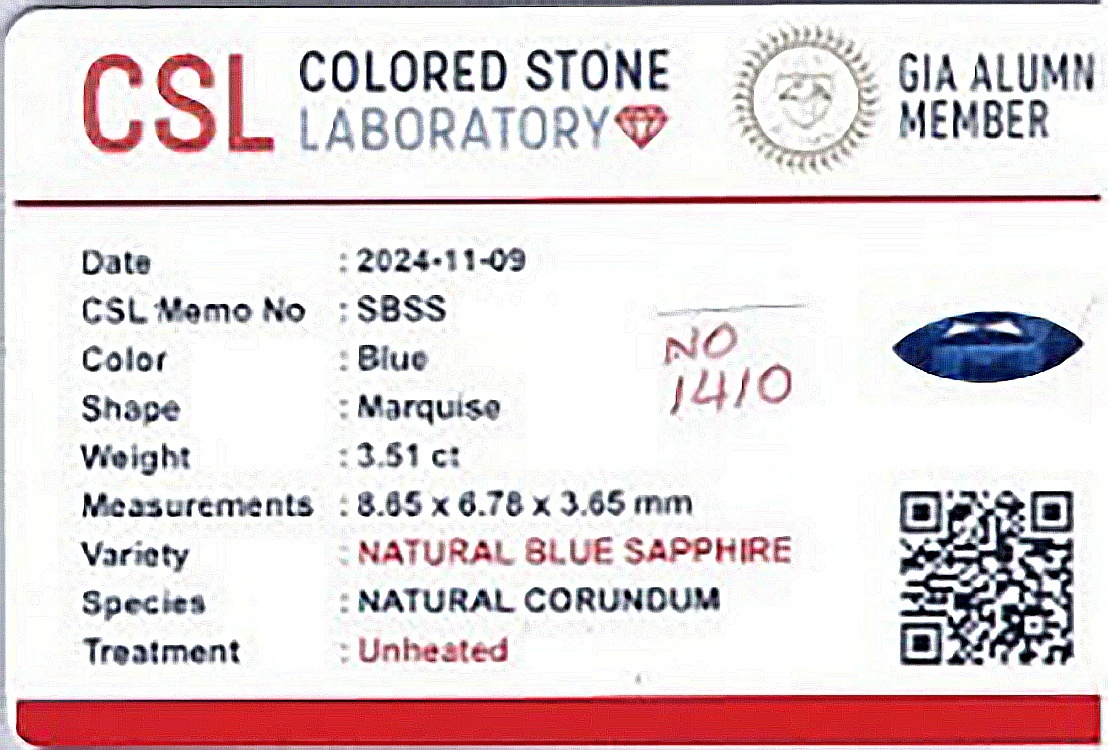 CSL COLORED STONE
LABORATORY
GIA ALUMN
MEMBER
Date : 2024-11-09
CSL Memo No : SBSS
Color : Blue
Shape : Marquise
Weight : 3.51 ct
Measurements : 8.65 x 6.78 x 3.65 mm
Variety : NATURAL BLUE SAPPHIRE
Species : NATURAL CORUNDUM
Treatment : Unheated
NO
1410